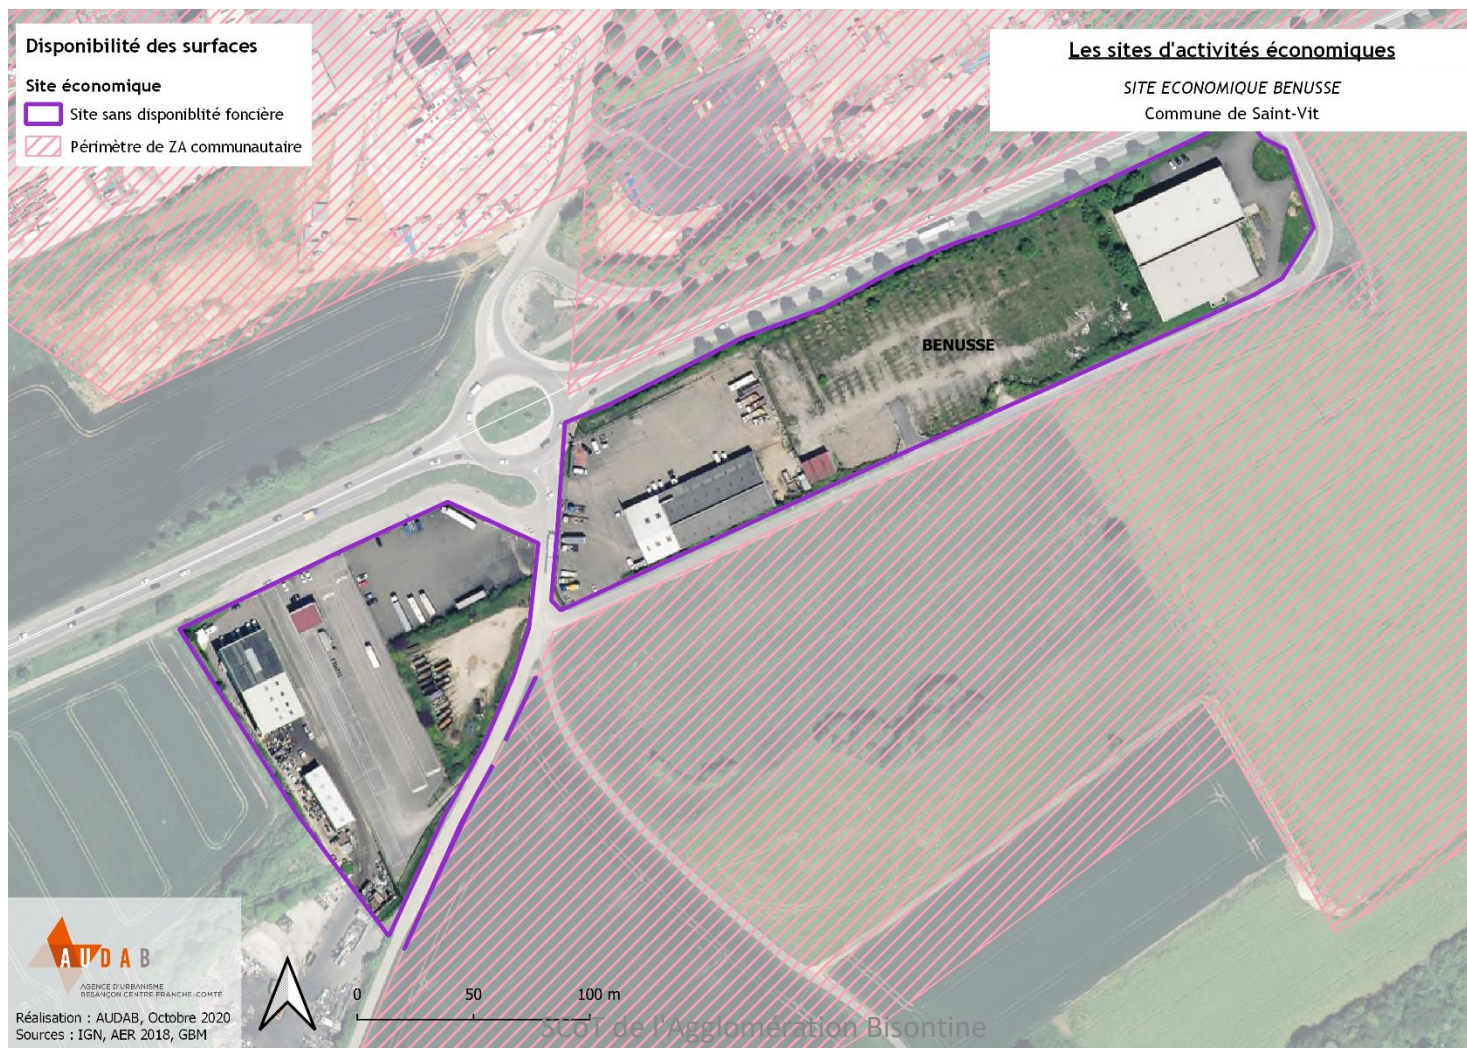 Disponibilité des surfaces
Site économique
Site sans disponiblité foncière
Périmètre de ZA communautaire
Les sites d'activités économiques
SITE ECONOMIQUE BENUSSE
Commune de Saint-Vit
BENUSSE
AUDAB
AGENCE D'URBANISME
BESANÇON CENTRE FRANCHE-COMTÉ
Réalisation : AUDAB, Octobre 2020
Sources : IGN, AER 2018, GBM
0 50 100 m
SCoT de l'Agglomération Bisontine